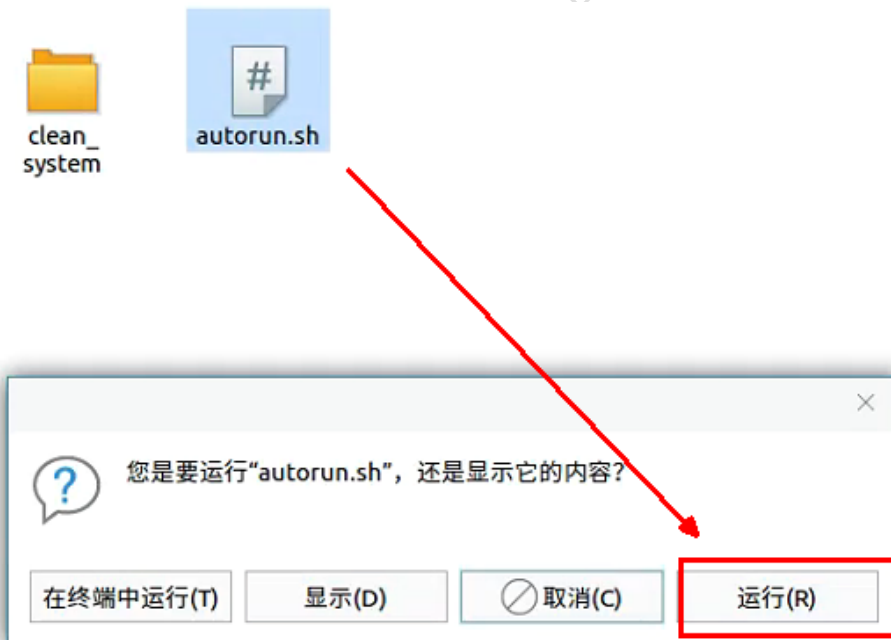 clean_
system
#
autorun.sh
您是要运行“autorun.sh”，还是显示它的内容？
?
在终端中运行(T)
显示(D)
取消(C)
运行(R)